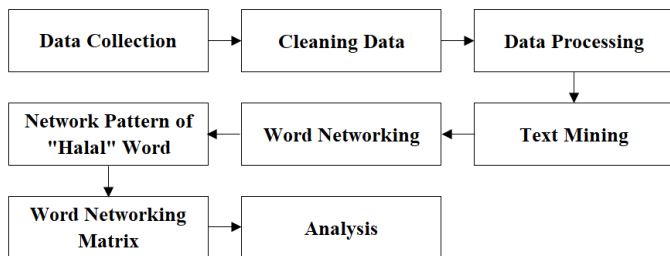 Data Collection
Cleaning Data
Data Processing
Network Pattern of
"Halal" Word
Word Networking
Text Mining
Word Networking
Matrix
Analysis